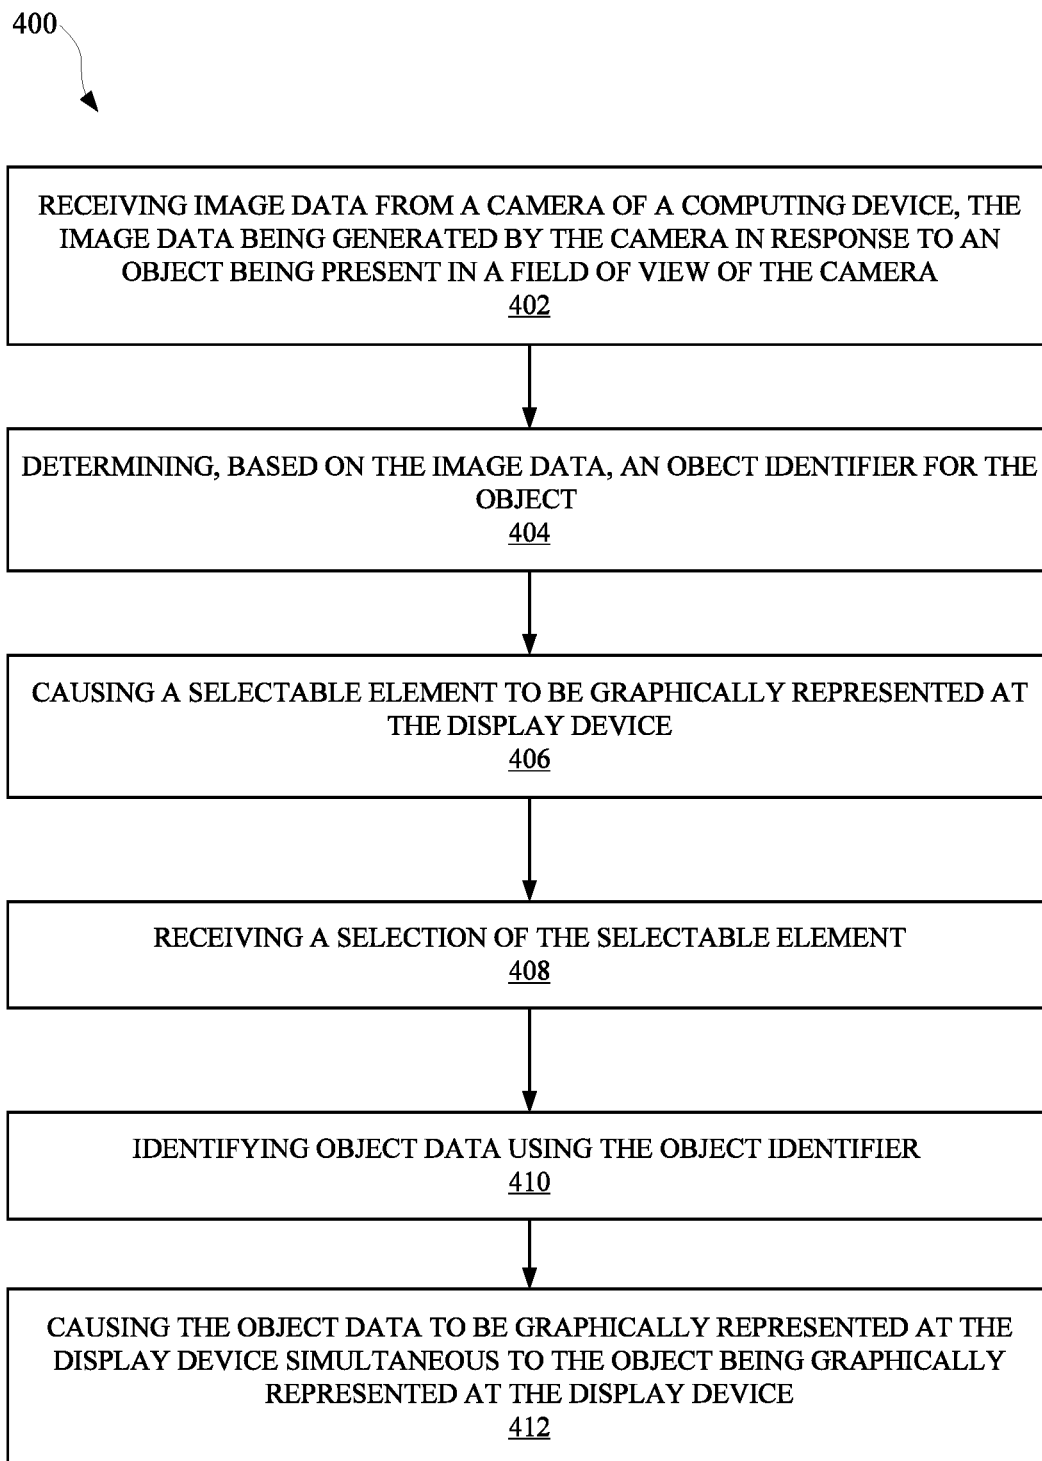 400
RECEIVING IMAGE DATA FROM A CAMERA OF A COMPUTING DEVICE, THE
IMAGE DATA BEING GENERATED BY THE CAMERA IN RESPONSE TO AN
OBJECT BEING PRESENT IN A FIELD OF VIEW OF THE CAMERA
402
DETERMINING, BASED ON THE IMAGE DATA, AN OBECT IDENTIFIER FOR THE
OBJECT
404
CAUSING A SELECTABLE ELEMENT TO BE GRAPHICALLY REPRESENTED AT
THE DISPLAY DEVICE
406
RECEIVING A SELECTION OF THE SELECTABLE ELEMENT
408
IDENTIFYING OBJECT DATA USING THE OBJECT IDENTIFIER
410
CAUSING THE OBJECT DATA TO BE GRAPHICALLY REPRESENTED AT THE
DISPLAY DEVICE SIMULTANEOUS TO THE OBJECT BEING GRAPHICALLY
REPRESENTED AT THE DISPLAY DEVICE
412